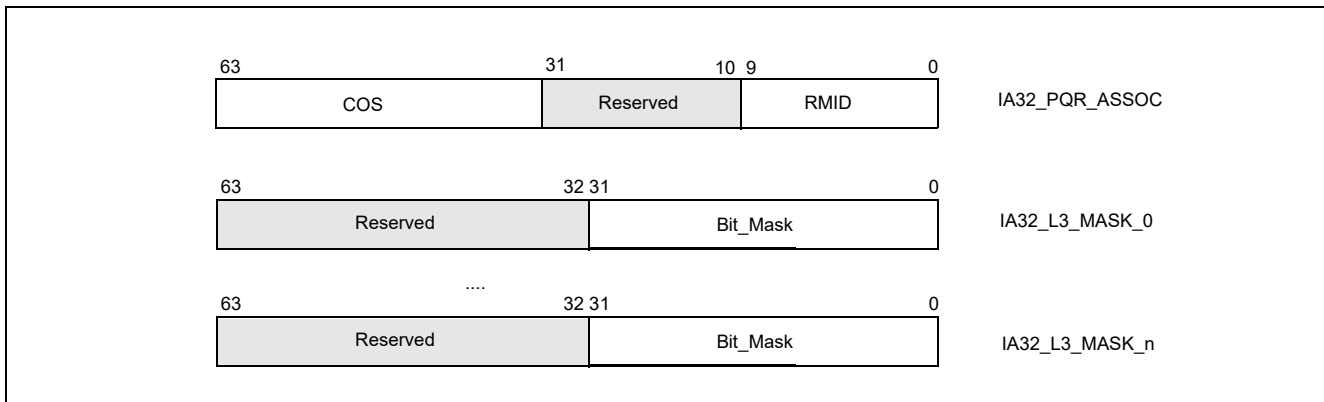 63 31 10 9 0
COS Reserved RMID IA32_PQR_ASSOC
63 32 31 0
Reserved Bit_Mask IA32_L3_MASK_0
....
63 32 31 0
Reserved Bit_Mask IA32_L3_MASK_n